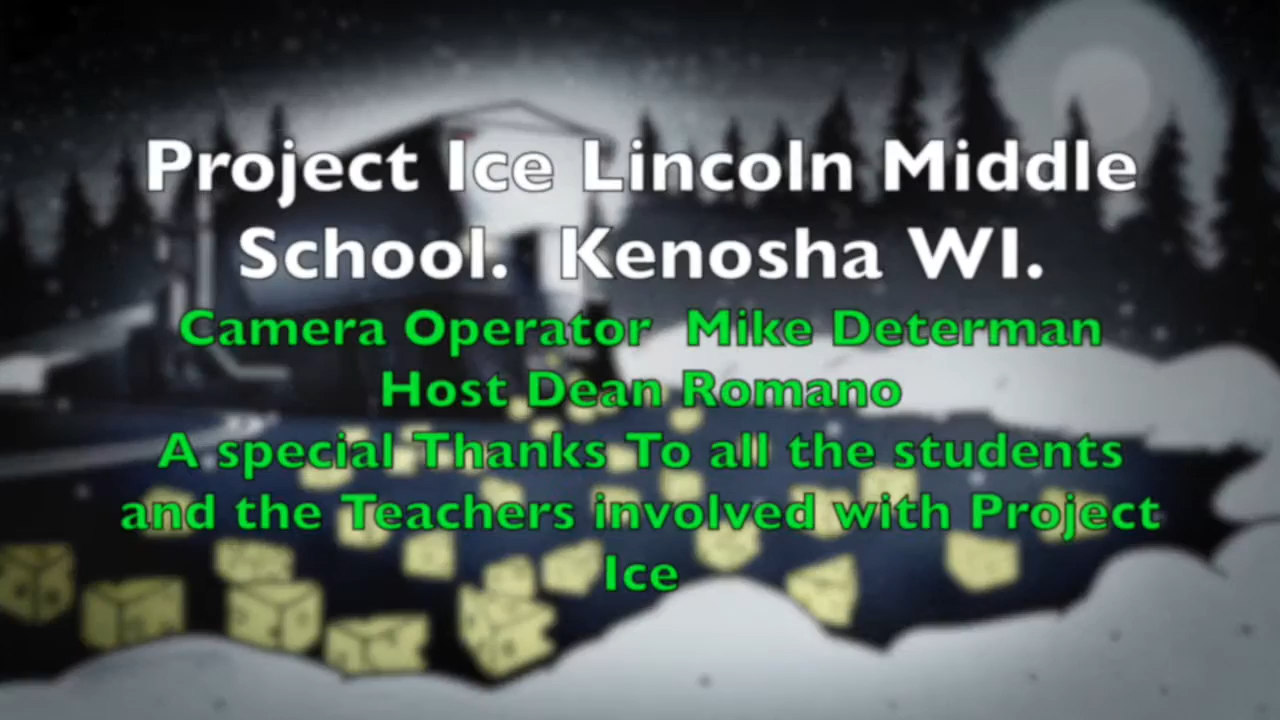 Project Ice Lincoln Middle
School.  Kenosha WI.
Camera Operator  Mike Determan
Host Dean Romano
A special Thanks To all the students
and the Teachers involved with Project
Ice